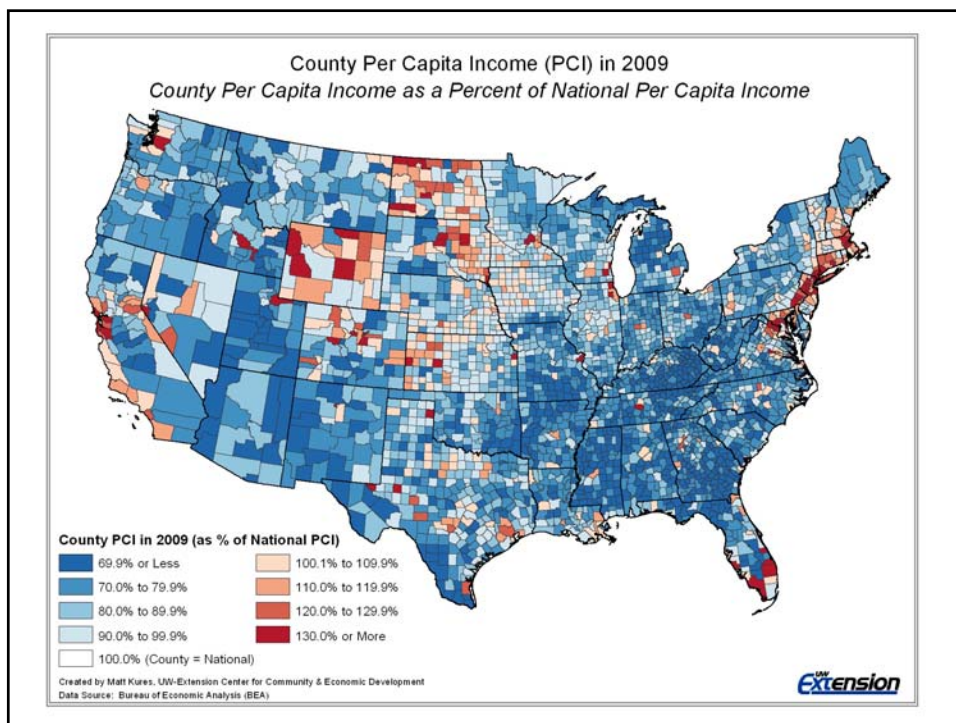 County Per Capita Income (PCI) in 2009
County Per Capita Income as a Percent of National Per Capita Income
County PCI in 2009 (as % of National PCI)
69.9% or Less
70.0% to 79.9%
80.0% to 89.9%
90.0% to 99.9%
100.0% (County = National)
100.1% to 109.9%
110.0% to 119.9%
120.0% to 129.9%
130.0% or More
Created by Matt Kures, UW-Extension Center for Community & Economic Development
Data Source: Bureau of Economic Analysis (BEA)
UW
Extension